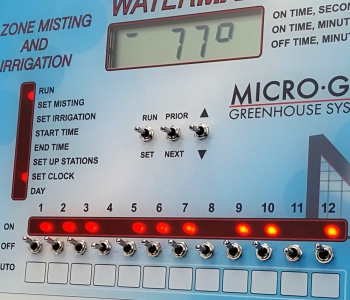 WATERMA
ZONE MISTING
AND
IRRIGATION
- 77°
ON TIME, SECON
ON TIME, MINUT
OFF TIME, MINUT
MICRO-G
GREENHOUSE SYS
RUN
SET MISTING
SET IRRIGATION
START TIME
END TIME
SET UP STATIONS
SET CLOCK
DAY
RUN PRIOR ▲
SET NEXT ▼
1 2 3 4 5 6 7 8 9 10 11 12
ON
OFF
AUTO